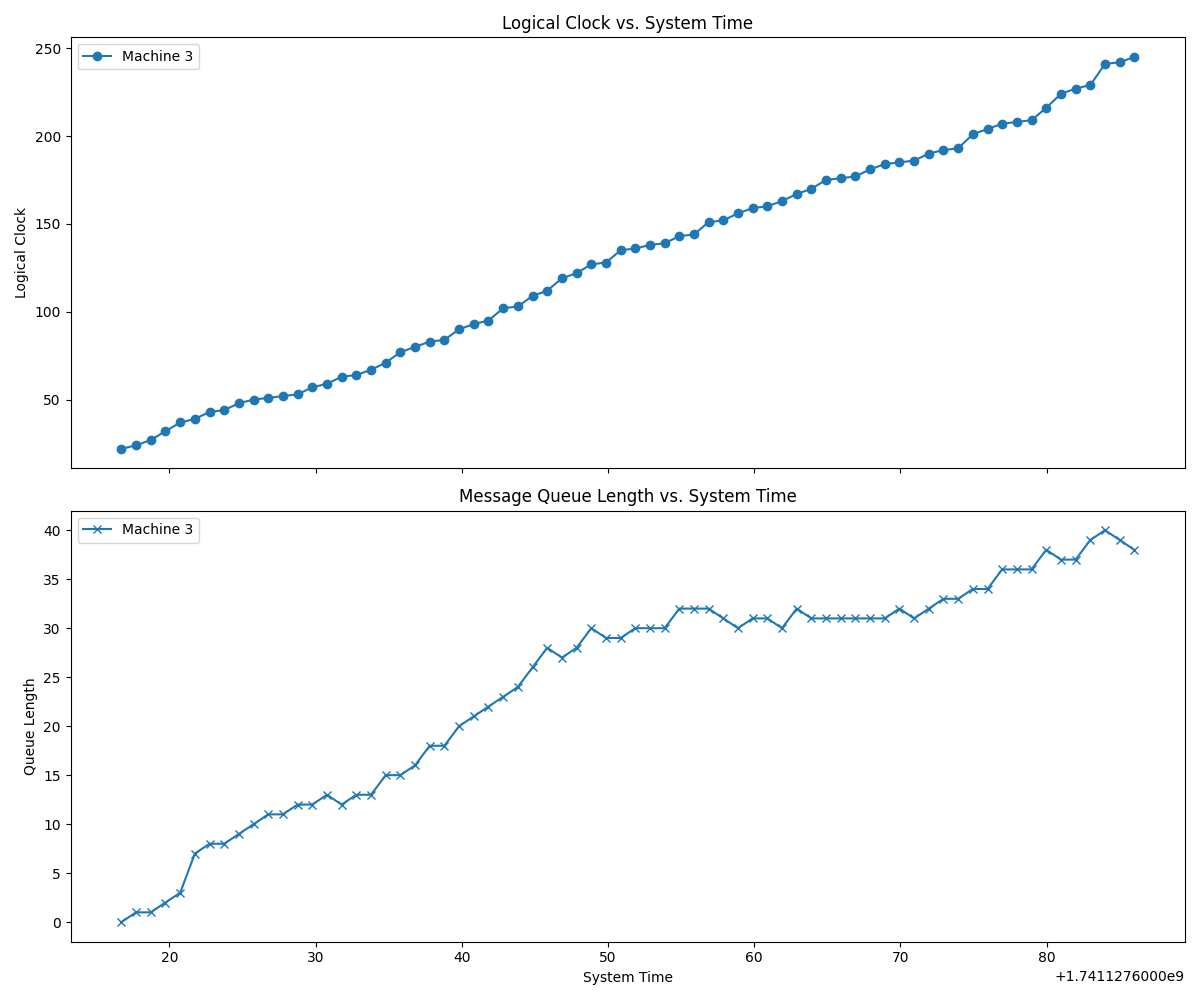 Logical Clock vs. System Time
Machine 3
250
200
150
100
50
Logical Clock
Message Queue Length vs. System Time
Machine 3
40
35
30
25
20
15
10
5
0
Queue Length
20 30 40 50 60 70 80
System Time
+1.7411276000e9